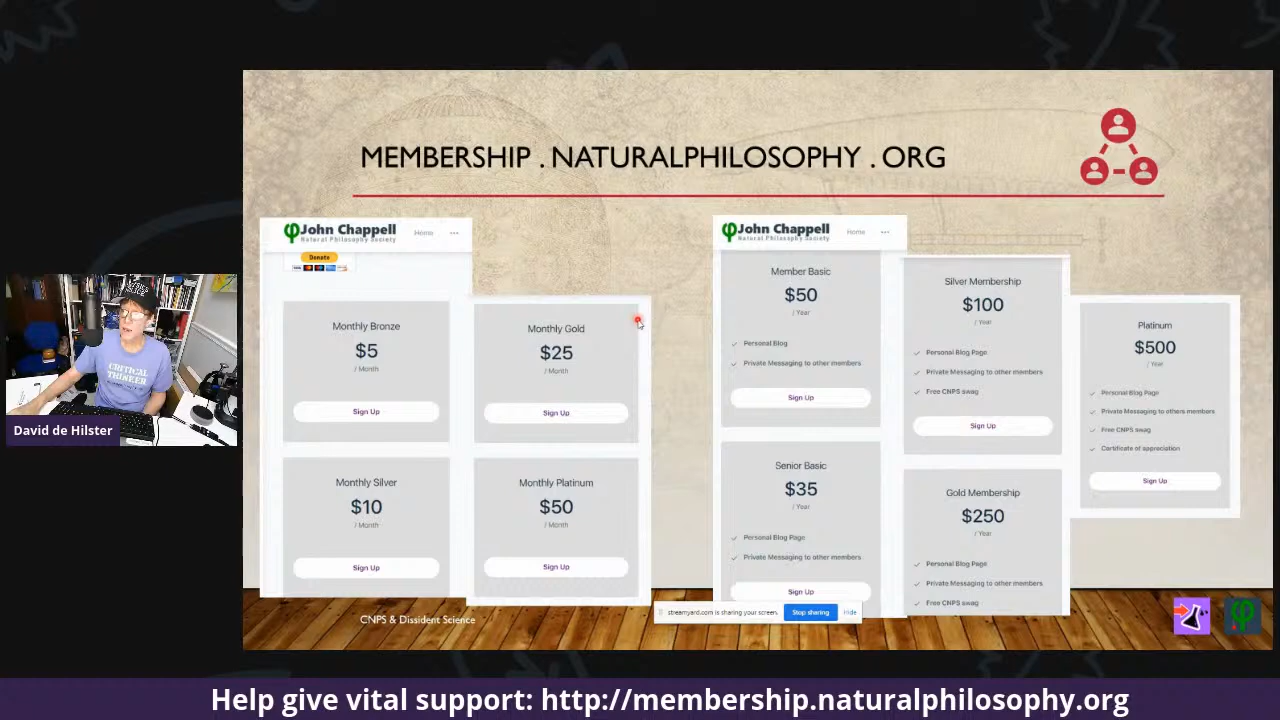 MEMBERSHIP . NATURALPHILOSOPHY . ORG
John Chappell
Natural Philosophy Society
Home
Donate
Monthly Bronze
$5
/ Month
Sign Up
Monthly Silver
$10
/ Month
Sign Up
Monthly Gold
$25
/ Month
Sign Up
Monthly Platinum
$50
/ Month
Sign Up
John Chappell
Natural Philosophy Society
Home
Member Basic
$50
/ Year
Personal Blog
Private Messaging to other members
Sign Up
Senior Basic
$35
/ Year
Personal Blog Page
Private Messaging to other members
Sign Up
Silver Membership
$100
/ Year
Personal Blog Page
Private Messaging to other members
Free CNPS swag
Sign Up
Gold Membership
$250
/ Year
Personal Blog Page
Private Messaging to other members
Free CNPS swag
Platinum
$500
/ Year
Personal Blog Page
Private Messaging to others members
Free CNPS swag
Certificate of appreciation
Sign Up
streamyard.com is sharing your screen.
Stop sharing
Hide
CNPS & Dissident Science
CRITICAL
THINKER
David de Hilster
Help give vital support: http://membership.naturalphilosophy.org